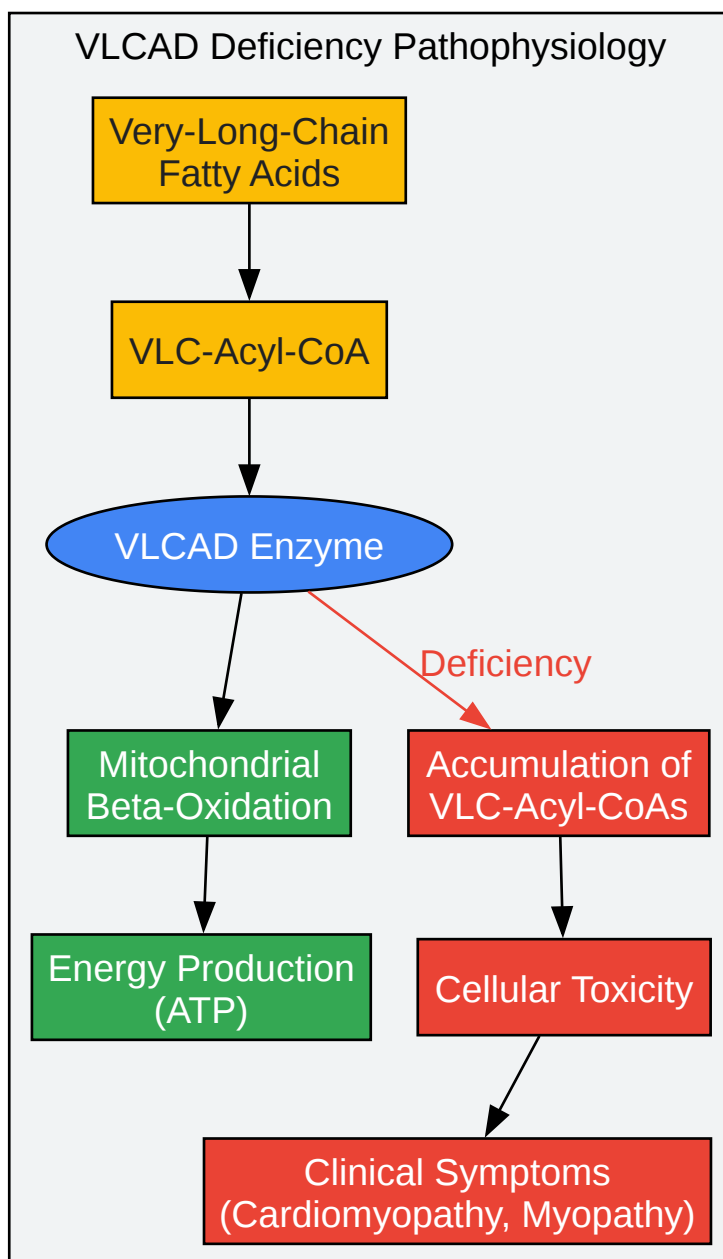 VLCAD Deficiency Pathophysiology
Very-Long-Chain
Fatty Acids
VLC-Acyl-CoA
VLCAD Enzyme
Deficiency
Mitochondrial
Beta-Oxidation
Accumulation of
VLC-Acyl-CoAs
Energy Production
(ATP)
Cellular Toxicity
Clinical Symptoms
(Cardiomyopathy, Myopathy)